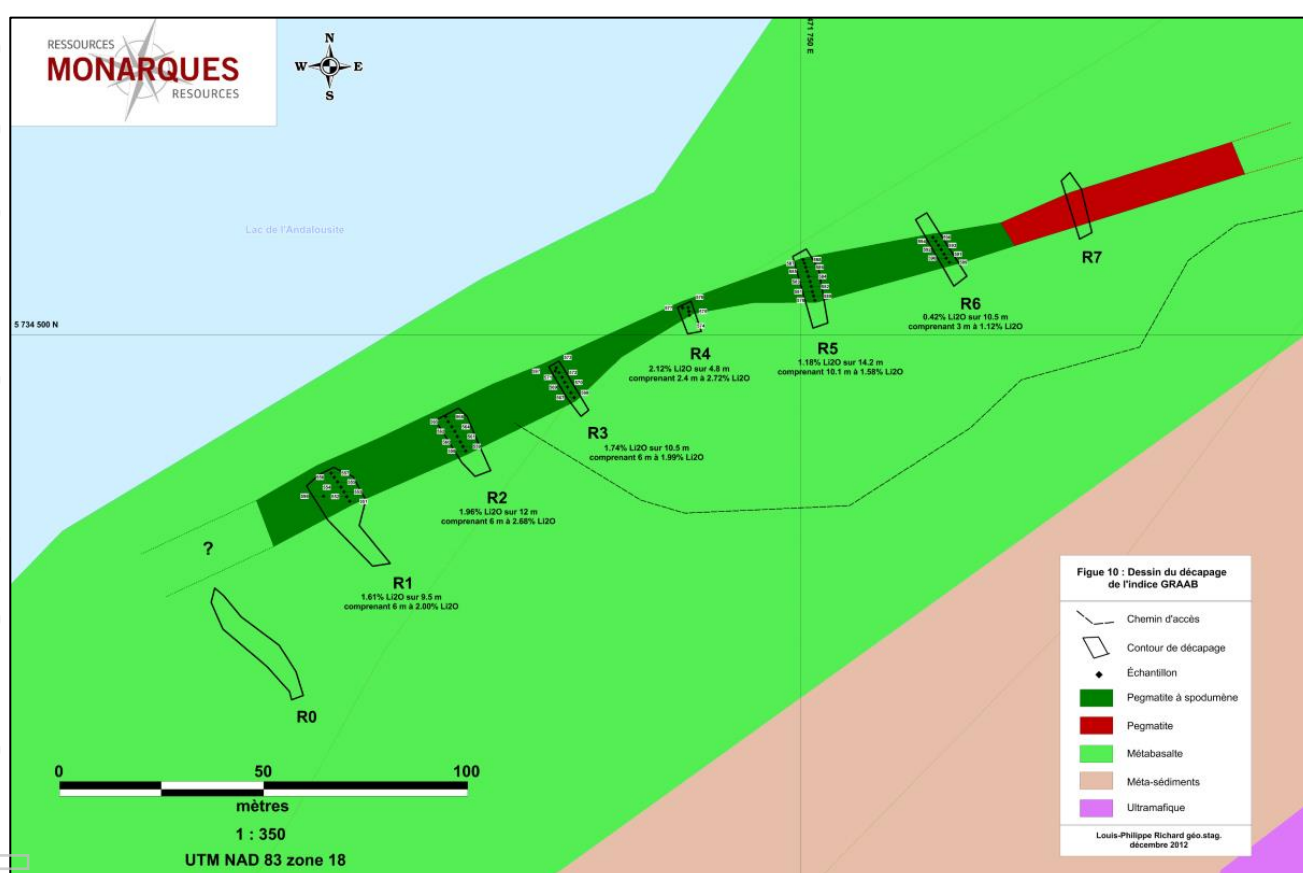 RESSOURCES
MONARQUES
RESOURCES
N
W E
S
471 750 E
Lac de l'Andalousite
5 734 500 N
R7
R6
0.42% Li2O sur 10.5 m
comprenant 3 m à 1.12% Li2O
R5
1.18% Li2O sur 14.2 m
comprenant 10.1 m à 1.58% Li2O
R4
2.12% Li2O sur 4.8 m
comprenant 2.4 m à 2.72% Li2O
R3
1.74% Li2O sur 10.5 m
comprenant 6 m à 1.99% Li2O
R2
1.96% Li2O sur 12 m
comprenant 6 m à 2.68% Li2O
?
R1
1.61% Li2O sur 9.5 m
comprenant 6 m à 2.00% Li2O
R0
0 50 100
mètres
1 : 350
UTM NAD 83 zone 18
Figue 10 : Dessin du décapage
de l'indice GRAAB
Chemin d'accès
Contour de décapage
Échantillon
Pegmatite à spodumène
Pegmatite
Métabasalte
Méta-sédiments
Ultramafique
Louis-Philippe Richard géo.stag.
décembre 2012